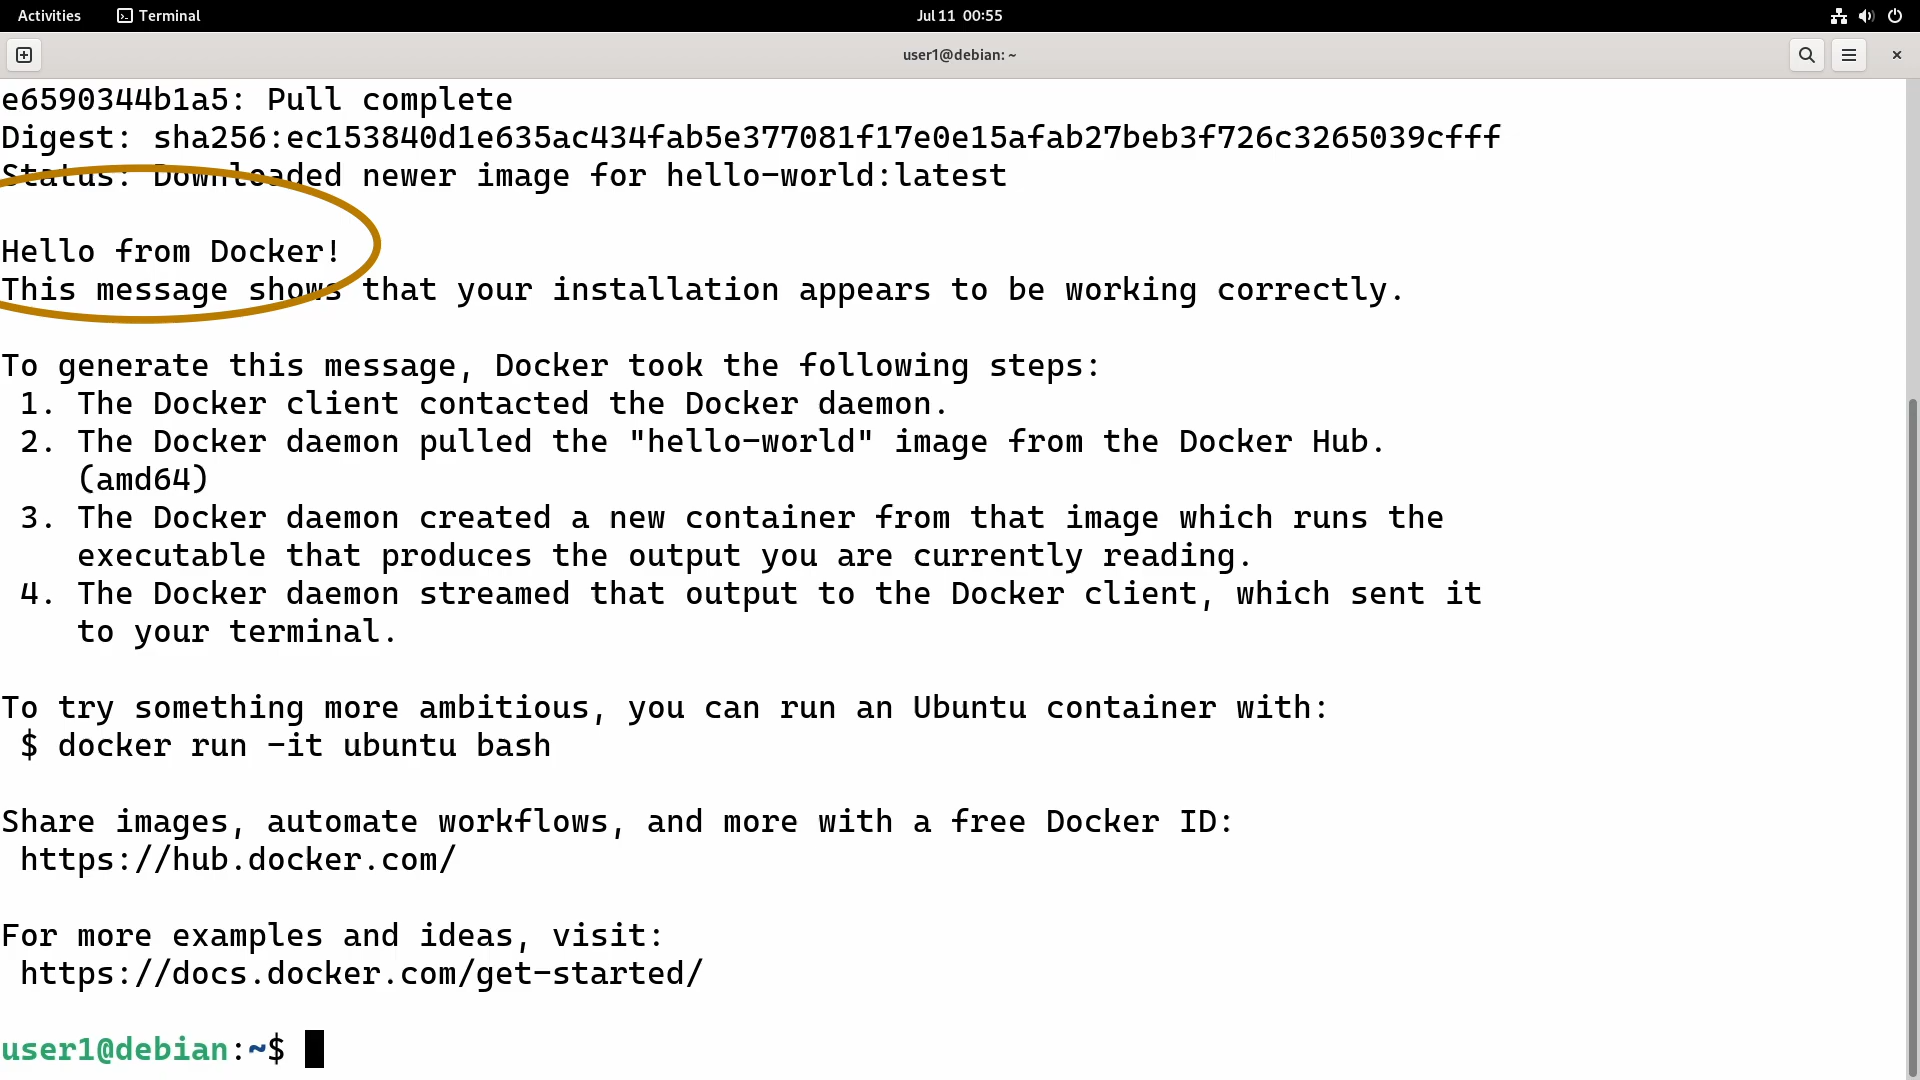 Activities Terminal Jul 11 00:55
user1@debian: ~
e6590344b1a5: Pull complete
Digest: sha256:ec153840d1e635ac434fab5e377081f17e0e15afab27beb3f726c3265039cfff
Status: Downloaded newer image for hello-world:latest
Hello from Docker!
This message shows that your installation appears to be working correctly.
To generate this message, Docker took the following steps:
1. The Docker client contacted the Docker daemon.
2. The Docker daemon pulled the "hello-world" image from the Docker Hub.
(amd64)
3. The Docker daemon created a new container from that image which runs the
executable that produces the output you are currently reading.
4. The Docker daemon streamed that output to the Docker client, which sent it
to your terminal.
To try something more ambitious, you can run an Ubuntu container with:
$ docker run -it ubuntu bash
Share images, automate workflows, and more with a free Docker ID:
https://hub.docker.com/
For more examples and ideas, visit:
https://docs.docker.com/get-started/
user1@debian:~$